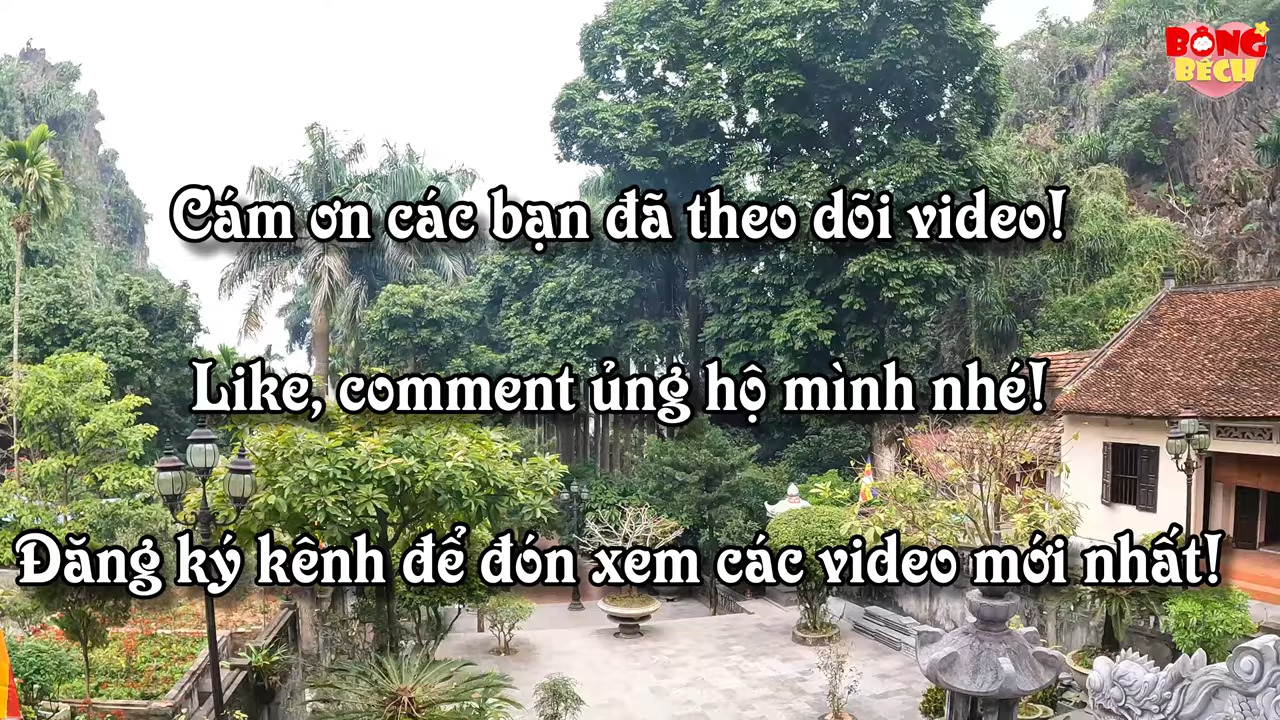 BÔNG
BÊCH
Cám ơn các bạn đã theo dõi video!
Like, comment ủng hộ mình nhé!
Đăng ký kênh để đón xem các video mới nhất!